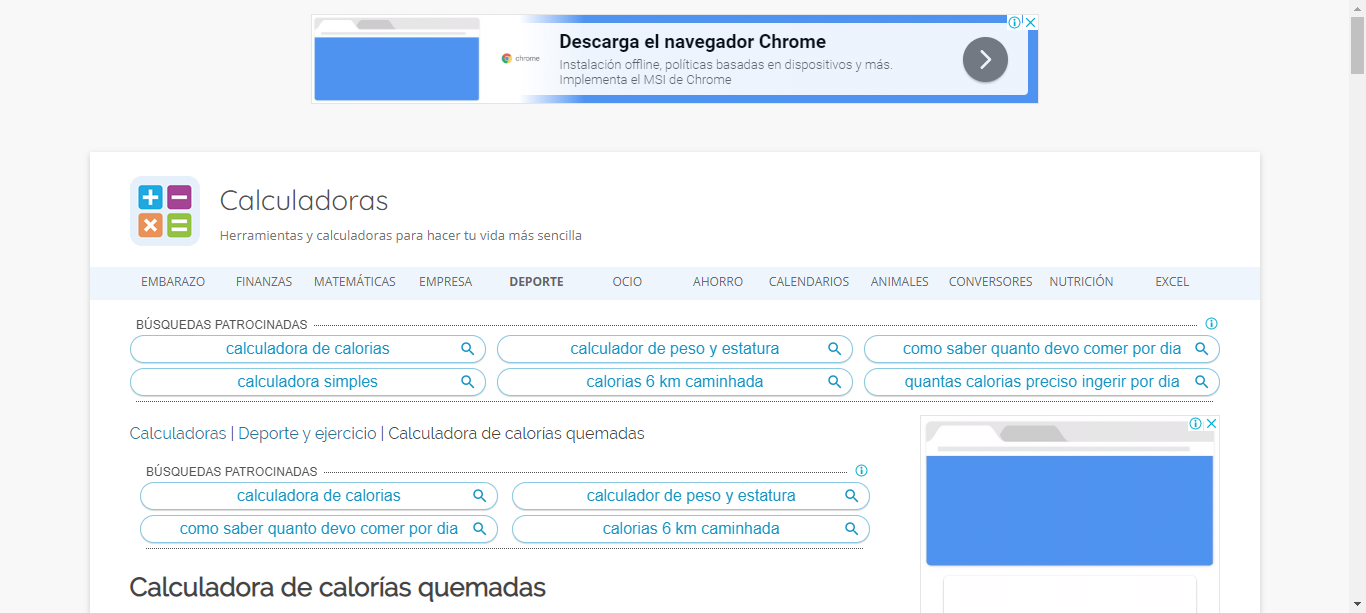 chrome
Descarga el navegador Chrome
Instalación offline, políticas basadas en dispositivos y más.
Implementa el MSI de Chrome
Calculadoras
Herramientas y calculadoras para hacer tu vida más sencilla
EMBARAZO FINANZAS MATEMÁTICAS EMPRESA DEPORTE OCIO AHORRO CALENDARIOS ANIMALES CONVERSORES NUTRICIÓN EXCEL
BÚSQUEDAS PATROCINADAS
calculadora de calorias calculador de peso y estatura como saber quanto devo comer por dia
calculadora simples calorias 6 km caminhada quantas calorias preciso ingerir por dia
Calculadoras | Deporte y ejercicio | Calculadora de calorías quemadas
BÚSQUEDAS PATROCINADAS
calculadora de calorias calculador de peso y estatura
como saber quanto devo comer por dia calorias 6 km caminhada
Calculadora de calorías quemadas